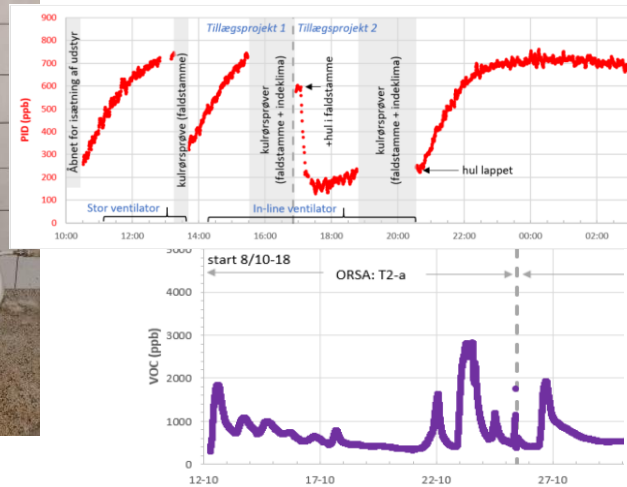 Tillægsprojekt 1
Tillægsprojekt 2
900
800
700
600
500
400
300
200
100
0
PID (ppb)
Åbnet for isætning af udstyr
kulrørsprøve (faldstamme)
kulrørsprøver
(faldstamme + indeklima)
+hul i faldstamme
kulrørsprøver
(faldstamme + indeklima)
hul lappet
Stor ventilator
In-line ventilator
10:00 12:00 14:00 16:00 18:00 20:00 22:00 00:00 02:00
start 8/10-18
ORSA: T2-a
5000
4000
3000
2000
1000
0
VOC (ppb)
12-10 17-10 22-10 27-10